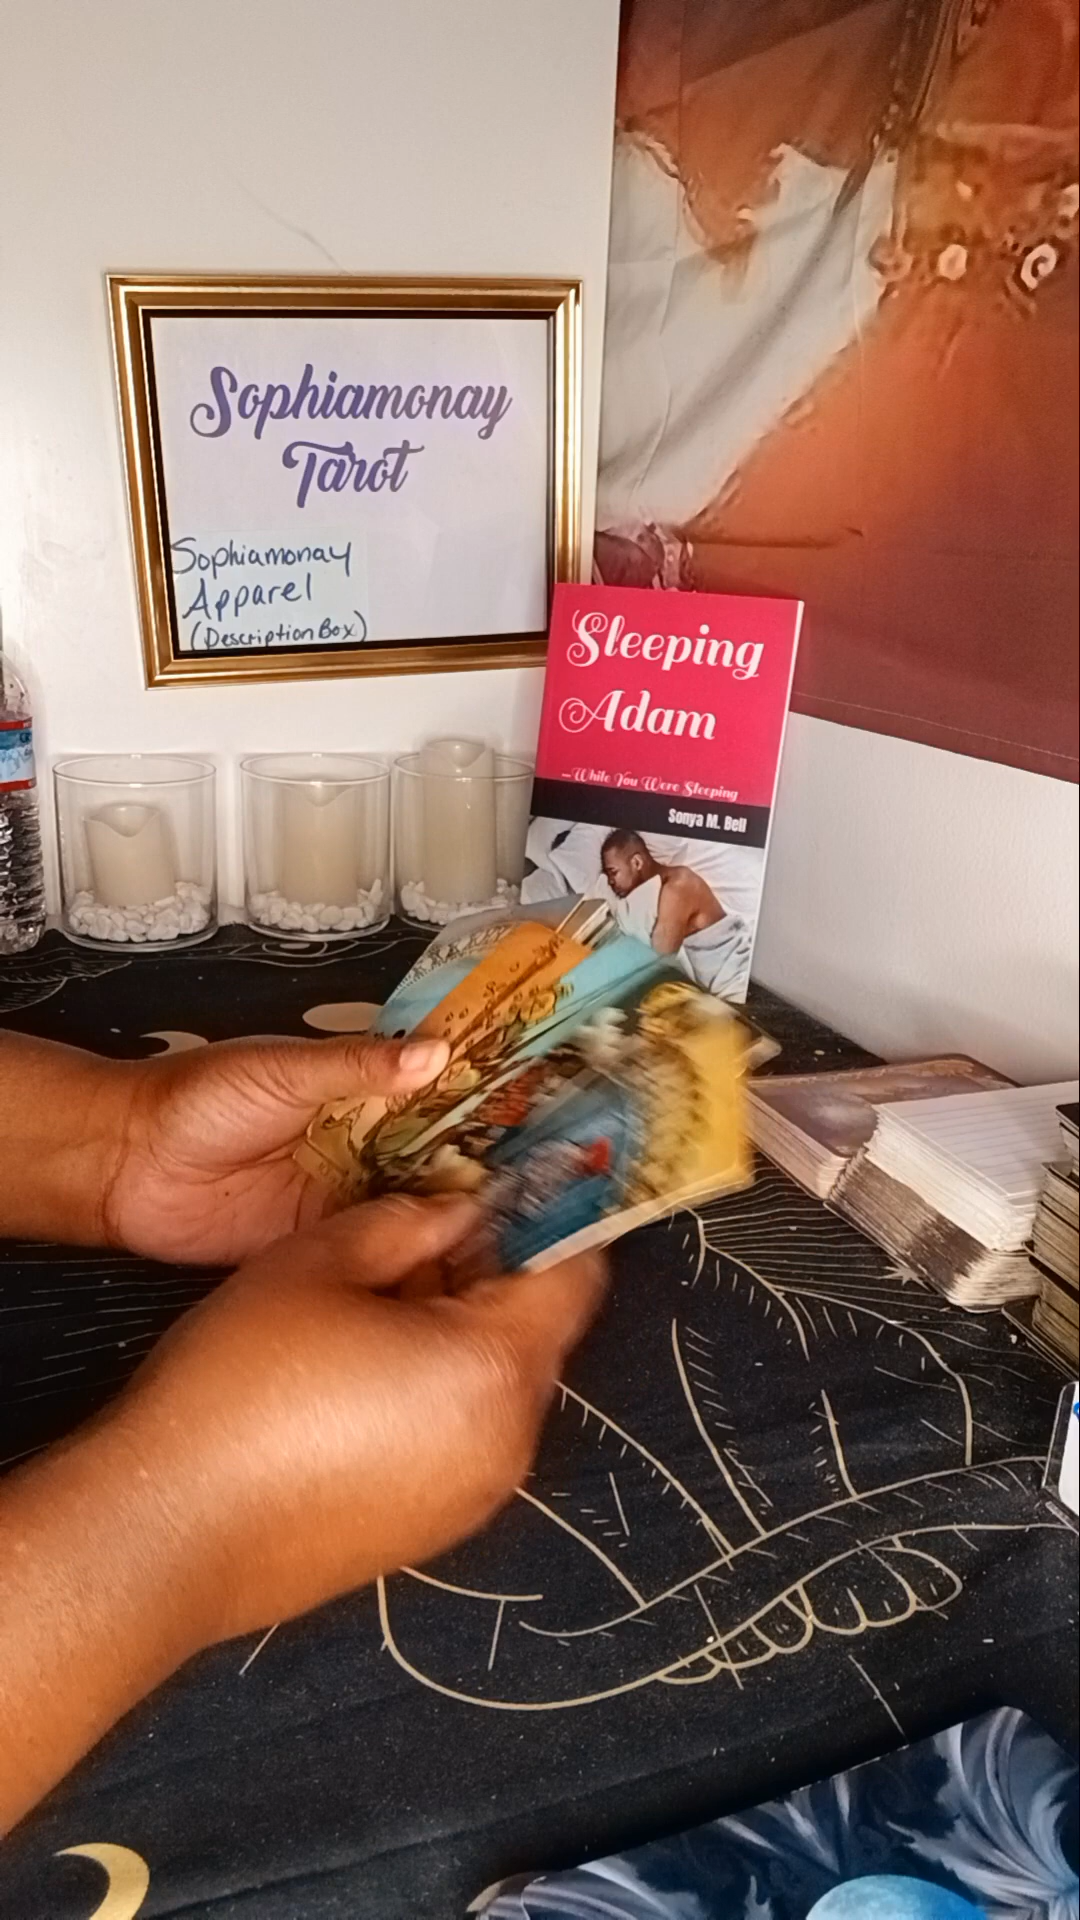 Sophiamonay
Tarot
Sophiamonay
Apparel
(Description Box)
Sleeping
Adam
—While You Were Sleeping
Sonya M. Bell